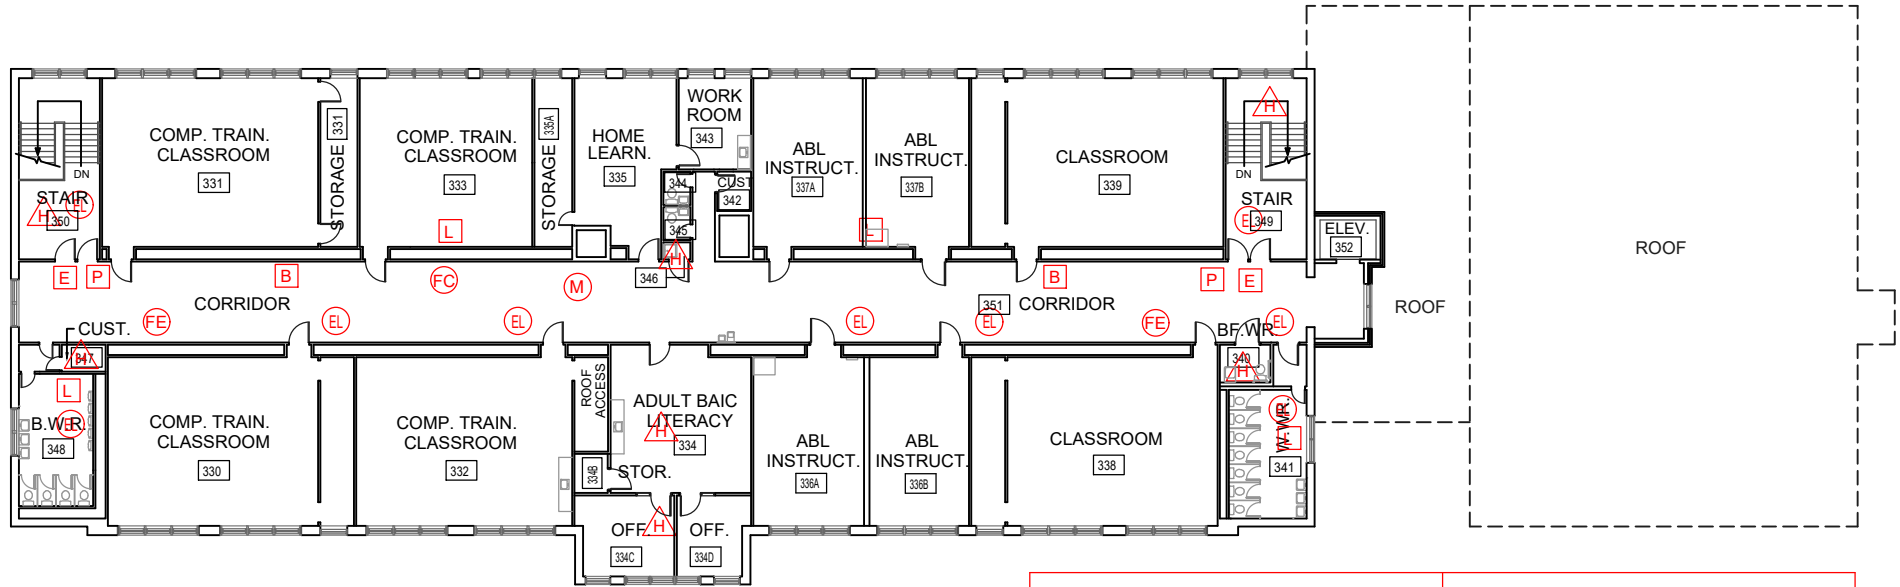 WORK
ROOM
343
COMP. TRAIN.
CLASSROOM
331
STORAGE
331
COMP. TRAIN.
CLASSROOM
333
STORAGE
335A
HOME
LEARN.
335
ABL
INSTRUCT.
337A
ABL
INSTRUCT.
337B
CLASSROOM
339
H
DN
STAIR
350
H
EL
344
CUST
342
345
H
346
L
L
DN
STAIR
349
EL
ELEV.
352
ROOF
ROOF
E
P
B
FC
M
B
P
E
CORRIDOR
351
CORRIDOR
FE
EL
EL
EL
EL
FE
EL
CUST.
347
H
BF.WR.
340
H
L
B.W.R.
EL
348
COMP. TRAIN.
CLASSROOM
330
COMP. TRAIN.
CLASSROOM
332
ROOF
ACCESS
ADULT BAIC
LITERACY
H
334
STOR.
334B
OFF.
H
334C
OFF.
334D
ABL
INSTRUCT.
336A
ABL
INSTRUCT.
336B
CLASSROOM
338
W.WR.
341